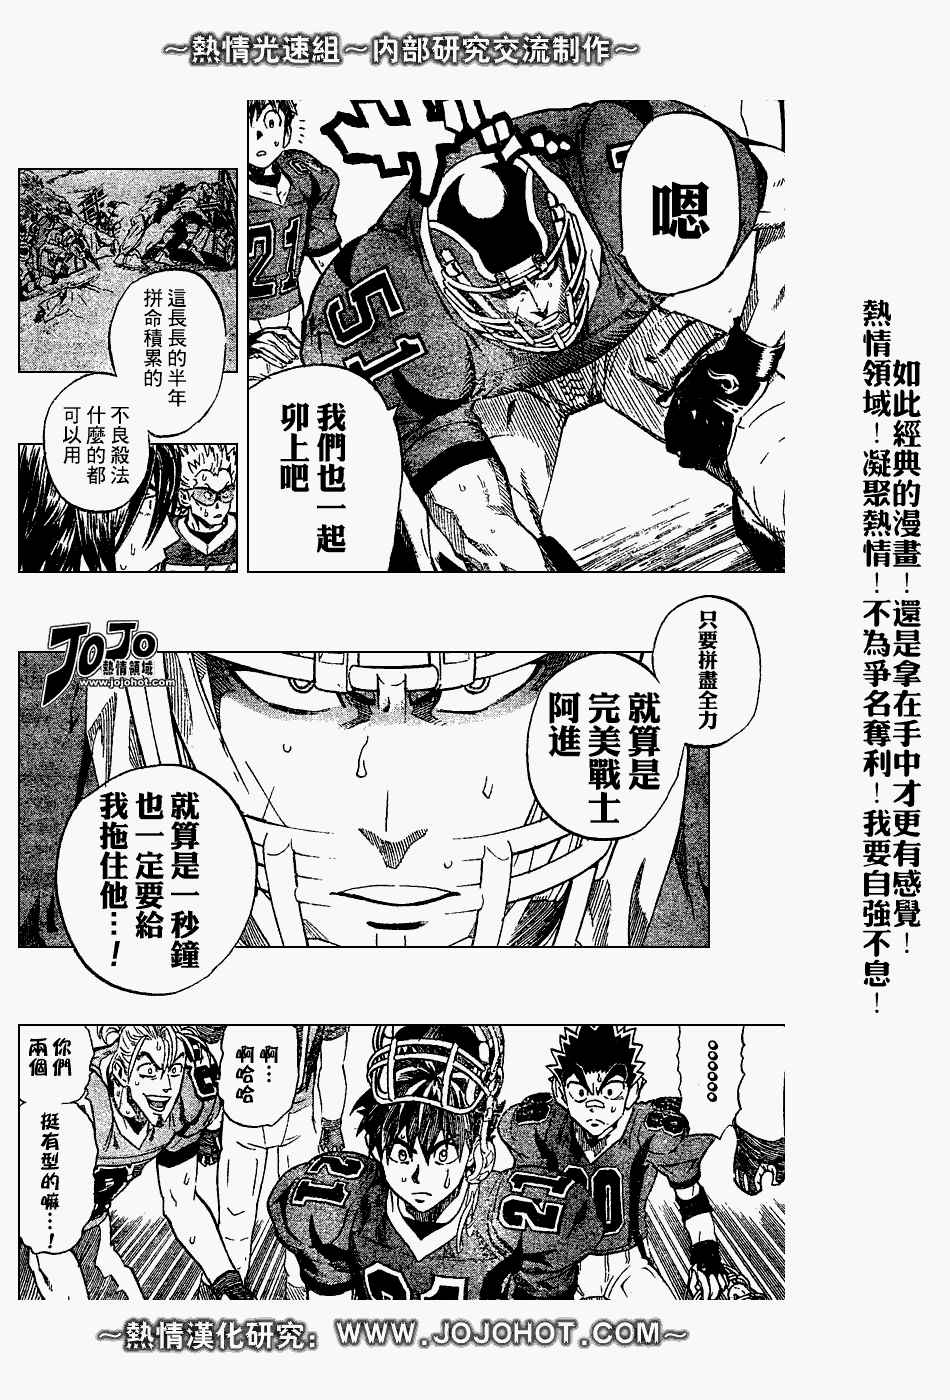 ～熱情光速組～内部研究交流制作～
嗯
21
51
我們也一起
卯上吧
這長長的半年
拼命積累的
不良殺法
什麼的都
可以用
如此經典的漫畫！還是拿在手中才更有感覺！
熱情領域！凝聚熱情！不為爭名奪利！我要自強不息！
只要拼盡全力
就算是
完美戰士
阿進
就算是一秒鐘
也一定要給
我拖住他…！
JOJO
熱情領域
www.jojohot.com
……
啊…
啊哈哈
你們
兩個
挺有型的嘛…！
21
21
21
～熱情漢化研究：WWW.JOJOHOT.COM～